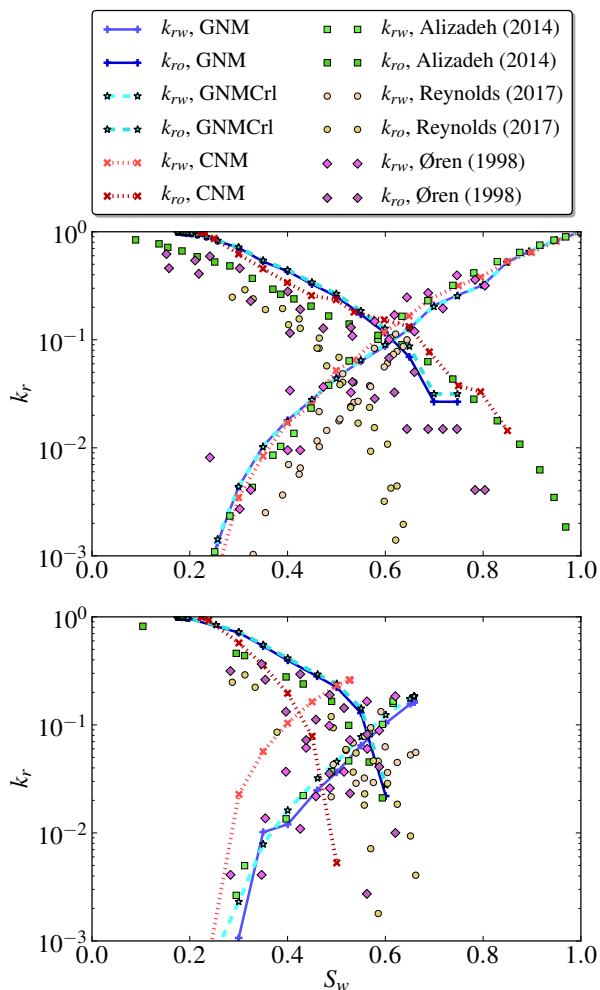 k_rw, GNM
k_ro, GNM
k_rw, GNMCrl
k_ro, GNMCrl
k_rw, CNM
k_ro, CNM
k_rw, Alizadeh (2014)
k_ro, Alizadeh (2014)
k_rw, Reynolds (2017)
k_ro, Reynolds (2017)
k_rw, Øren (1998)
k_ro, Øren (1998)
10^0
10^−1
10^−2
10^−3
k_r
0.0 0.2 0.4 0.6 0.8 1.0
10^0
10^−1
10^−2
10^−3
k_r
0.0 0.2 0.4 0.6 0.8 1.0
S_w